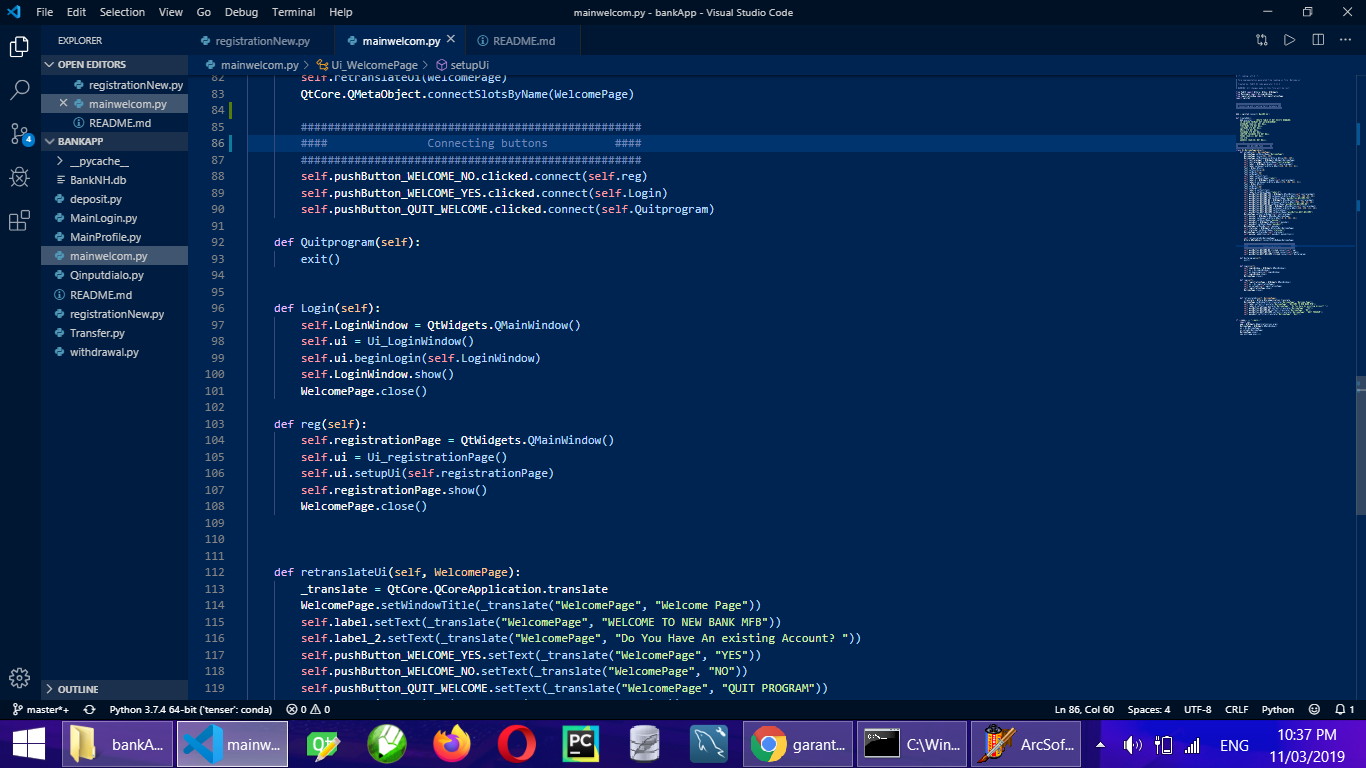 File Edit Selection View Go Debug Terminal Help
mainwelcom.py - bankApp - Visual Studio Code
EXPLORER
registrationNew.py
mainwelcom.py
README.md
OPEN EDITORS
registrationNew.py
mainwelcom.py
README.md
BANKAPP
__pycache__
BankNH.db
deposit.py
MainLogin.py
MainProfile.py
mainwelcom.py
Qinputdialo.py
README.md
registrationNew.py
Transfer.py
withdrawal.py
OUTLINE
4
mainwelcom.py > Ui_WelcomePage > setupUi
82 self.retranslateUi(WelcomePage)
83 QtCore.QMetaObject.connectSlotsByName(WelcomePage)
84
85 ###################################################
86 #### Connecting buttons ####
87 ###################################################
88 self.pushButton_WELCOME_NO.clicked.connect(self.reg)
89 self.pushButton_WELCOME_YES.clicked.connect(self.Login)
90 self.pushButton_QUIT_WELCOME.clicked.connect(self.Quitprogram)
91
92 def Quitprogram(self):
93 exit()
94
95
96 def Login(self):
97 self.LoginWindow = QtWidgets.QMainWindow()
98 self.ui = Ui_LoginWindow()
99 self.ui.beginLogin(self.LoginWindow)
100 self.LoginWindow.show()
101 WelcomePage.close()
102
103 def reg(self):
104 self.registrationPage = QtWidgets.QMainWindow()
105 self.ui = Ui_registrationPage()
106 self.ui.setupUi(self.registrationPage)
107 self.registrationPage.show()
108 WelcomePage.close()
109
110
111
112 def retranslateUi(self, WelcomePage):
113 _translate = QtCore.QCoreApplication.translate
114 WelcomePage.setWindowTitle(_translate("WelcomePage", "Welcome Page"))
115 self.label.setText(_translate("WelcomePage", "WELCOME TO NEW BANK MFB"))
116 self.label_2.setText(_translate("WelcomePage", "Do You Have An existing Account? "))
117 self.pushButton_WELCOME_YES.setText(_translate("WelcomePage", "YES"))
118 self.pushButton_WELCOME_NO.setText(_translate("WelcomePage", "NO"))
119 self.pushButton_QUIT_WELCOME.setText(_translate("WelcomePage", "QUIT PROGRAM"))
master*+ Python 3.7.4 64-bit ('tenser': conda) 0 0 Ln 86, Col 60 Spaces: 4 UTF-8 CRLF Python 1
bankA... mainw... Qt PC garant... C:\Win... ArcSof... ENG 10:37 PM
11/03/2019